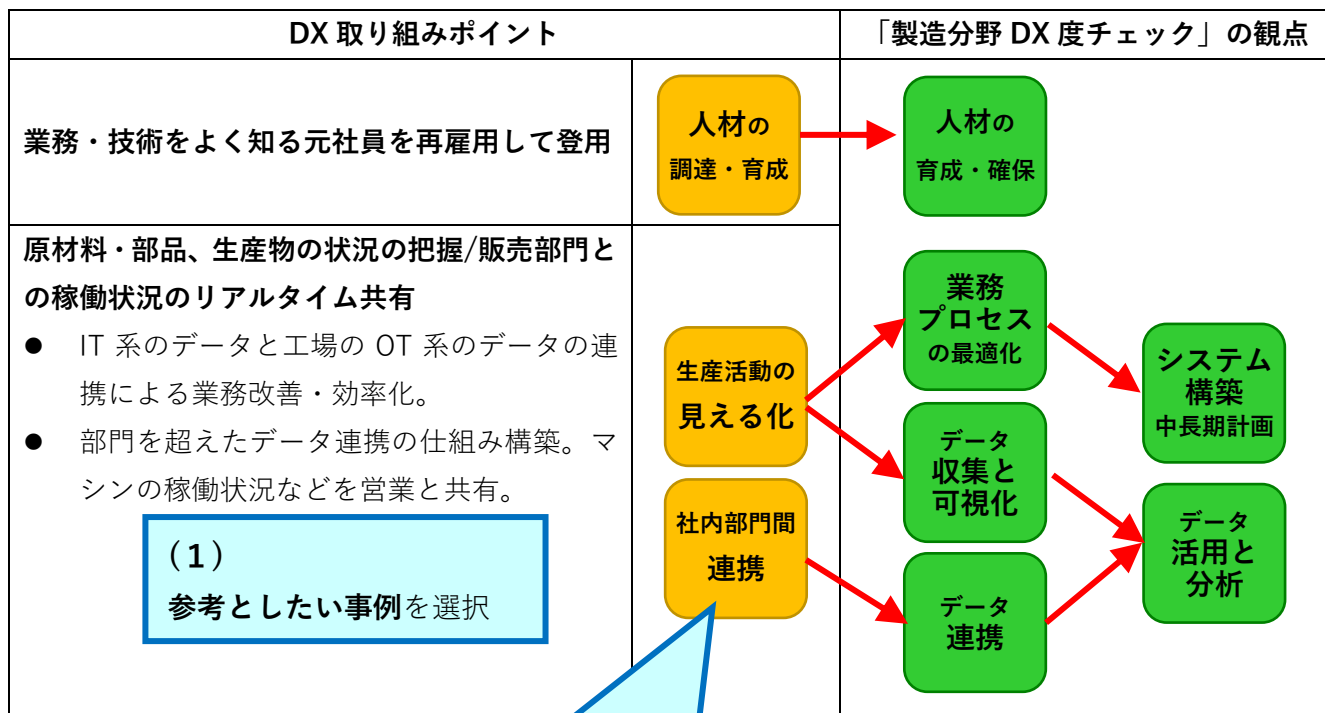 DX 取り組みポイント
「製造分野 DX 度チェック」の観点
業務・技術をよく知る元社員を再雇用して登用
人材の
調達・育成
人材の
育成・確保
原材料・部品、生産物の状況の把握/販売部門と
の稼働状況のリアルタイム共有
● IT 系のデータと工場の OT 系のデータの連
携による業務改善・効率化。
● 部門を超えたデータ連携の仕組み構築。マ
シンの稼働状況などを営業と共有。
(1)
参考としたい事例を選択
生産活動の
見える化
社内部門間
連携
業務
プロセス
の最適化
データ
収集と
可視化
データ
連携
システム
構築
中長期計画
データ
活用と
分析